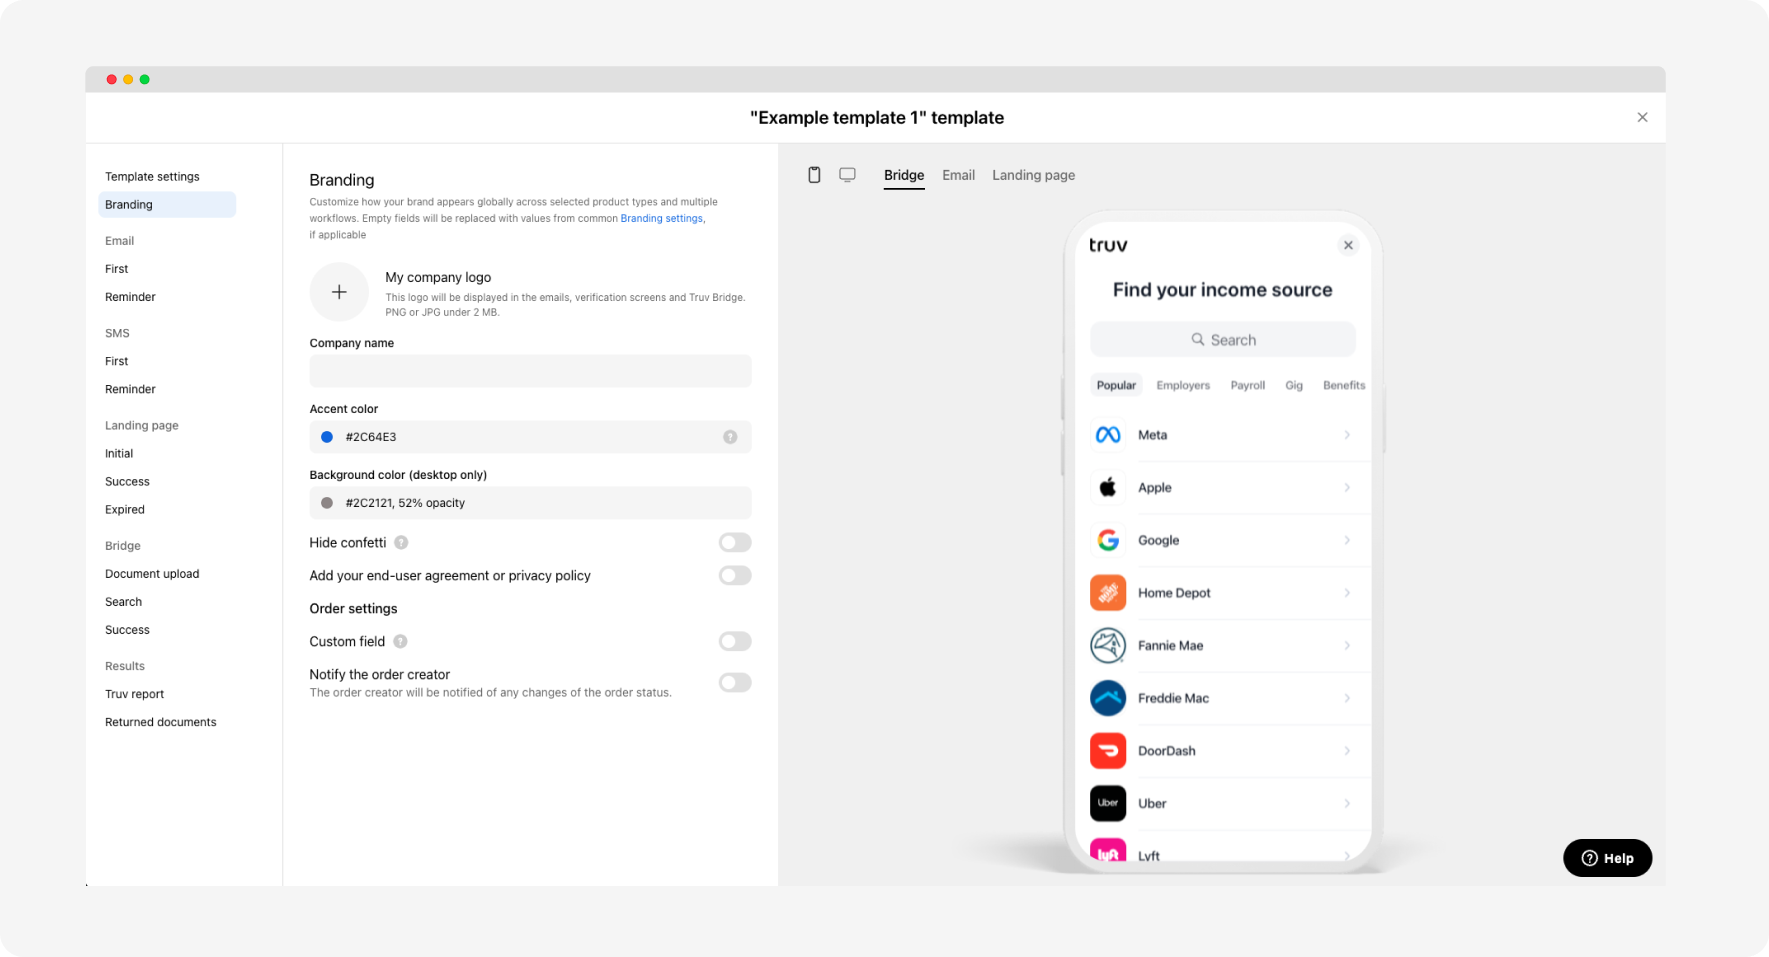 "Example template 1" template
Template settings
Branding
Email
First
Reminder
SMS
First
Reminder
Landing page
Initial
Success
Expired
Bridge
Document upload
Search
Success
Results
Truv report
Returned documents
Branding
Customize how your brand appears globally across selected product types and multiple
workflows. Empty fields will be replaced with values from common Branding settings,
if applicable
My company logo
This logo will be displayed in the emails, verification screens and Truv Bridge.
PNG or JPG under 2 MB.
Company name
Accent color
#2C64E3
?
Background color (desktop only)
#2C2121, 52% opacity
Hide confetti ?
Add your end-user agreement or privacy policy
Order settings
Custom field ?
Notify the order creator
The order creator will be notified of any changes of the order status.
Bridge Email Landing page
truv
Find your income source
Search
Popular Employers Payroll Gig Benefits
Meta
Apple
Google
Home Depot
Fannie Mae
Freddie Mac
DoorDash
Uber Uber
lyft Lyft
? Help